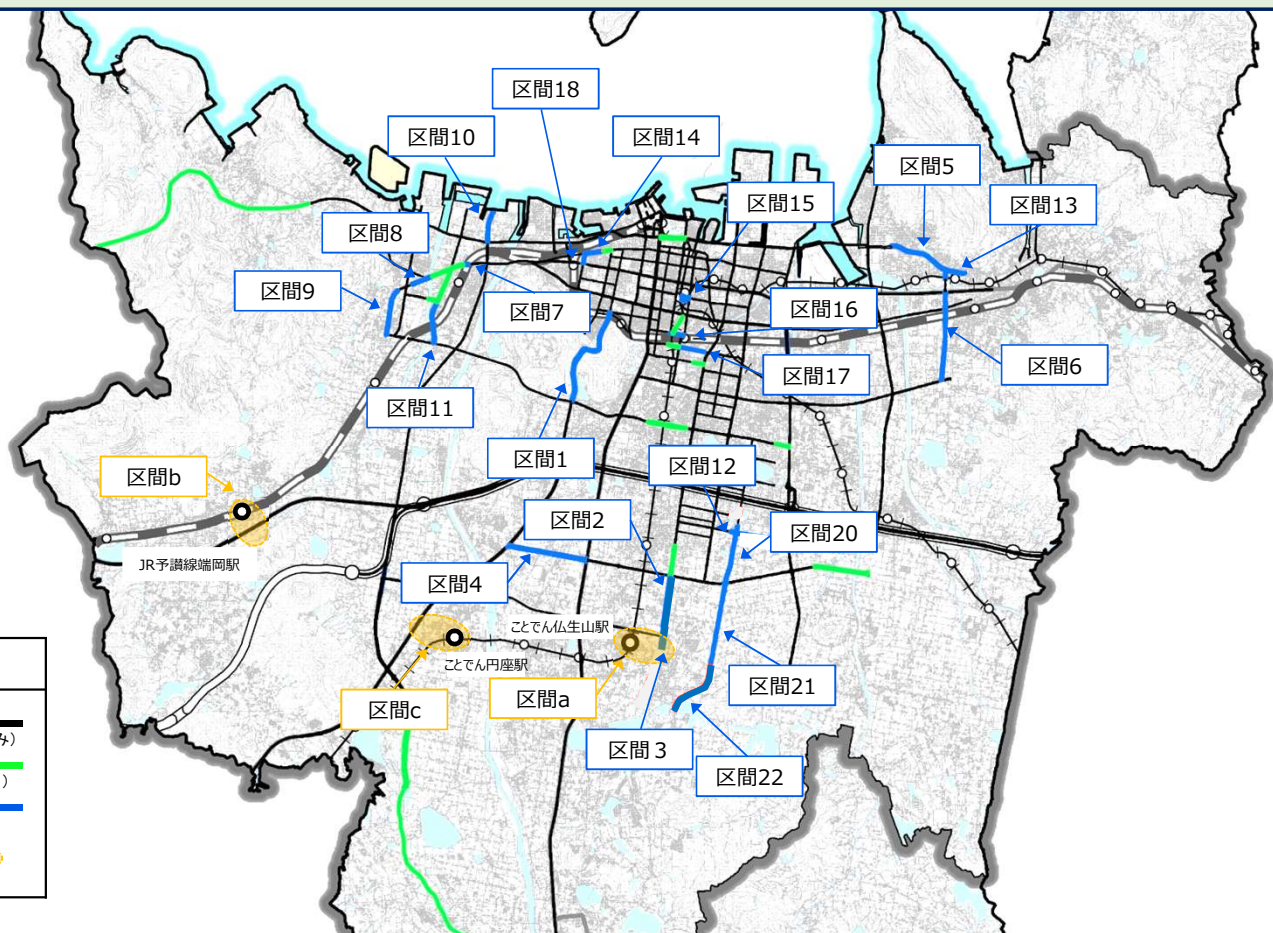 区間18
区間10
区間14
区間5
区間15
区間13
区間8
区間9
区間7
区間16
区間17
区間6
区間11
区間1
区間12
区間b
区間2
区間20
JR予讃線端岡駅
区間4
ことでん仏生山駅
ことでん円座駅
区間a
区間21
区間c
区間３
区間22
み）
）